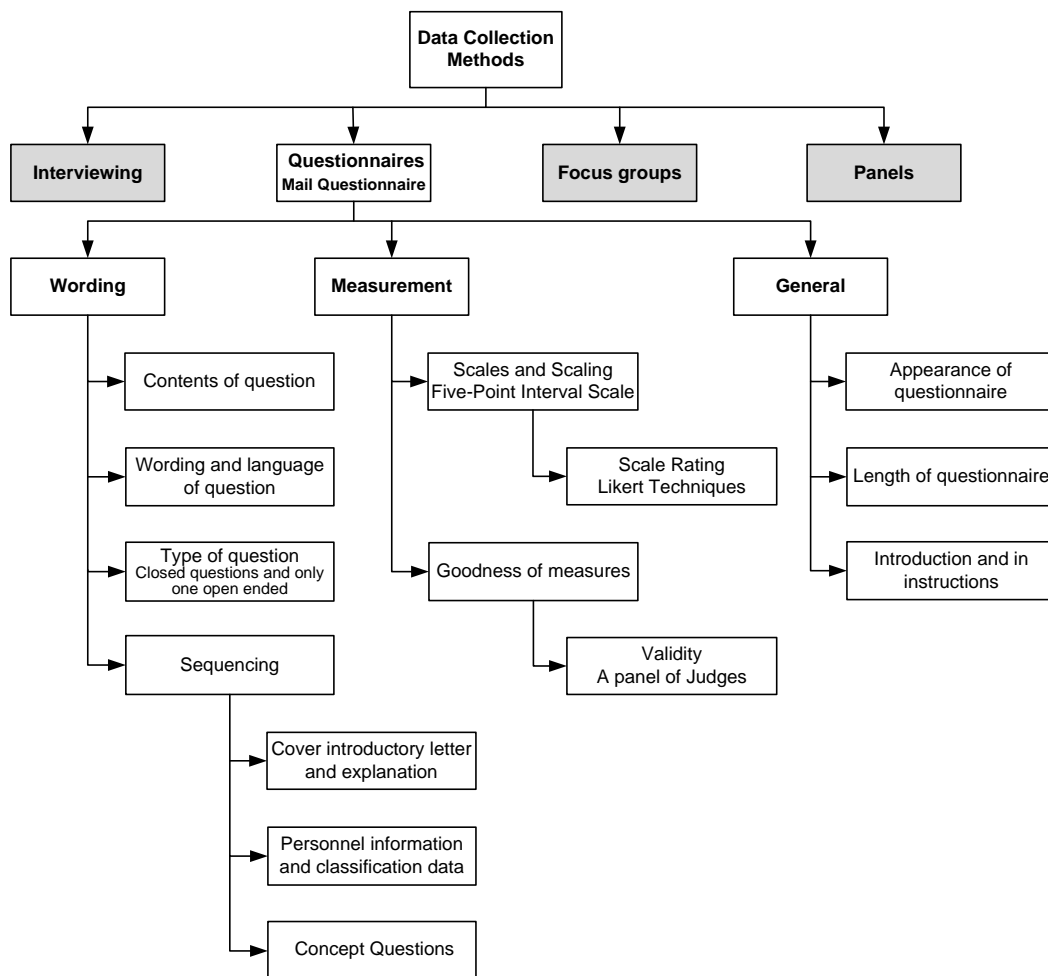 Data Collection
Methods
Interviewing
Questionnaires
Mail Questionnaire
Focus groups
Panels
Wording
Measurement
General
Contents of question
Wording and language
of question
Type of question
Closed questions and only
one open ended
Sequencing
Cover introductory letter
and explanation
Personnel information
and classification data
Concept Questions
Scales and Scaling
Five-Point Interval Scale
Scale Rating
Likert Techniques
Goodness of measures
Validity
A panel of Judges
Appearance of
questionnaire
Length of questionnaire
Introduction and in
instructions